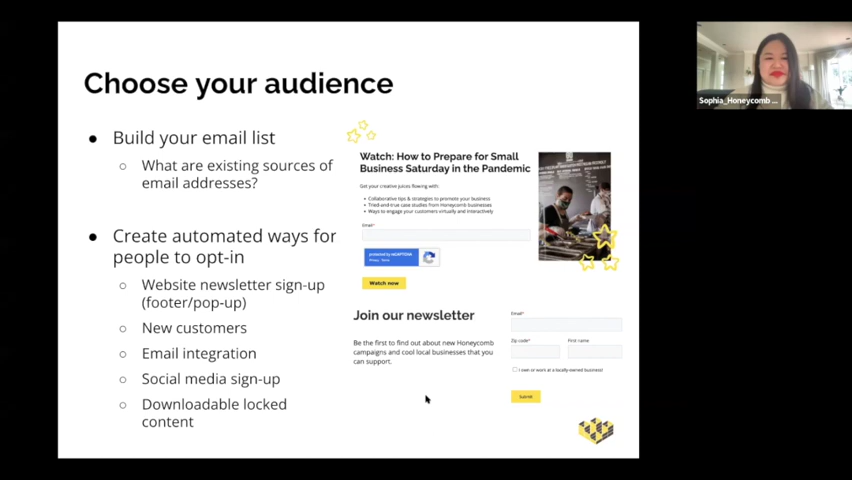 Choose your audience
● Build your email list
○ What are existing sources of
email addresses?
● Create automated ways for
people to opt-in
○ Website newsletter sign-up
(footer/pop-up)
○ New customers
○ Email integration
○ Social media sign-up
○ Downloadable locked
content
Watch: How to Prepare for Small
Business Saturday in the Pandemic
Get your creative juices flowing with:
• Collaborative tips & strategies to promote your business
• Tried-and-true case studies from Honeycomb businesses
• Ways to engage your customers virtually and interactively
Email*
protected by reCAPTCHA
Privacy - Terms
Watch now
Join our newsletter
Be the first to find out about new Honeycomb
campaigns and cool local businesses that you
can support.
Email*
Zip code* First name
I own or work at a locally-owned business!
Submit
Sophia_Honeycomb ...